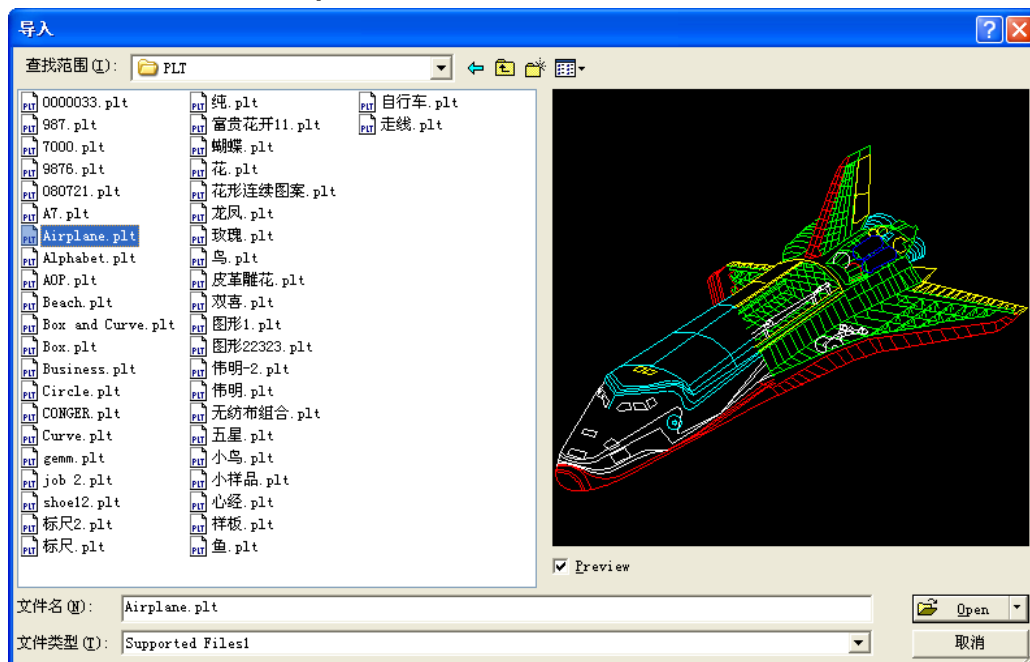 导入
查找范围(I):
PLT
0000033.plt
987.plt
7000.plt
9876.plt
080721.plt
A7.plt
Airplane.plt
Alphabet.plt
AOP.plt
Beach.plt
Box and Curve.plt
Box.plt
Business.plt
Circle.plt
CONGER.plt
Curve.plt
gemm.plt
job 2.plt
shoe12.plt
标尺2.plt
标尺.plt
纯.plt
富贵花开11.plt
蝴蝶.plt
花.plt
花形连续图案.plt
龙凤.plt
玫瑰.plt
鸟.plt
皮革雕花.plt
双喜.plt
图形1.plt
图形22323.plt
伟明-2.plt
伟明.plt
无纺布组合.plt
五星.plt
小鸟.plt
小样品.plt
心经.plt
样板.plt
鱼.plt
自行车.plt
走线.plt
Preview
文件名(N):
Airplane.plt
Open
文件类型(T):
Supported Files1
取消